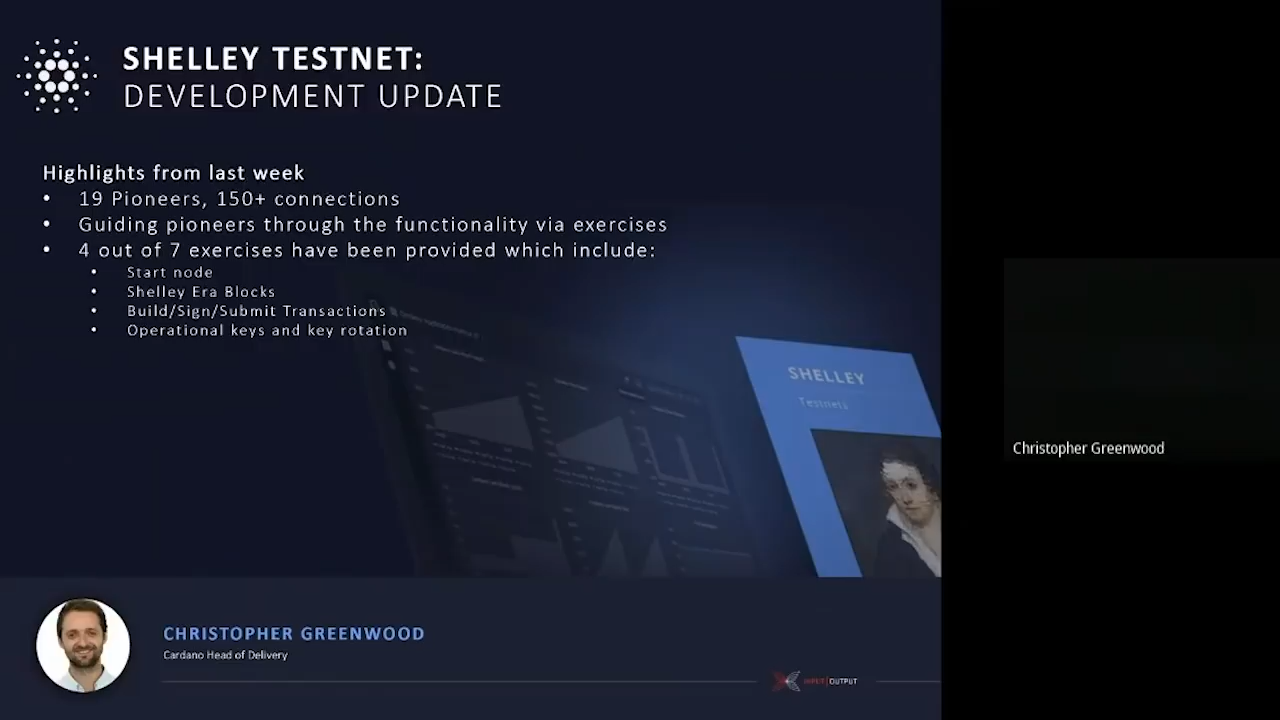 SHELLEY TESTNET:
DEVELOPMENT UPDATE
Highlights from last week
• 19 Pioneers, 150+ connections
• Guiding pioneers through the functionality via exercises
• 4 out of 7 exercises have been provided which include:
• Start node
• Shelley Era Blocks
• Build/Sign/Submit Transactions
• Operational keys and key rotation
SHELLEY
Testnets
Christopher Greenwood
CHRISTOPHER GREENWOOD
Cardano Head of Delivery
INPUT|OUTPUT